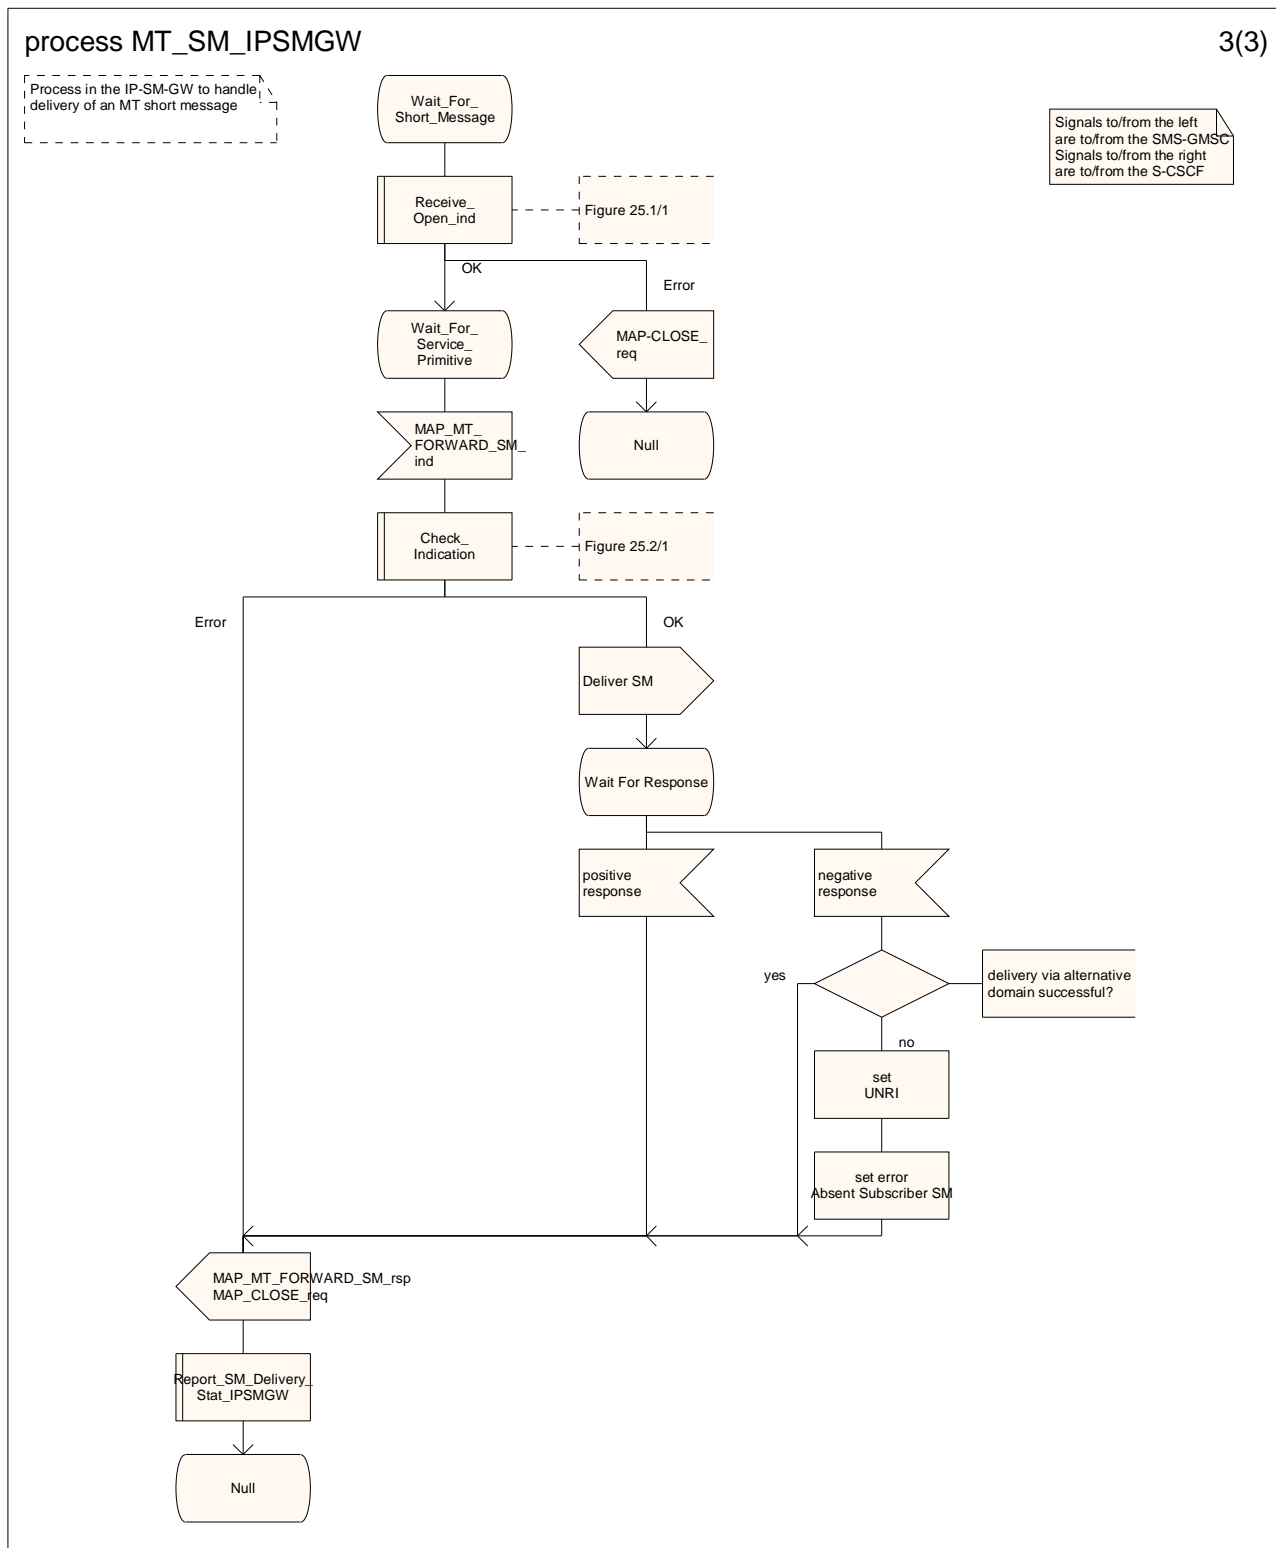 process MT_SM_IPSMGW
3(3)
Process in the IP-SM-GW to handle
delivery of an MT short message
Wait_For_
Short_Message
Signals to/from the left
are to/from the SMS-GMSC
Signals to/from the right
are to/from the S-CSCF
Receive_
Open_ind
Figure 25.1/1
OK
Error
Wait_For_
Service_
Primitive
MAP-CLOSE_
req
MAP_MT_
FORWARD_SM_
ind
Null
Check_
Indication
Figure 25.2/1
Error
OK
Deliver SM
Wait For Response
positive
response
negative
response
yes
delivery via alternative
domain successful?
no
set
UNRI
set error
Absent Subscriber SM
MAP_MT_FORWARD_SM_rsp
MAP_CLOSE_req
Report_SM_Delivery_
Stat_IPSMGW
Null